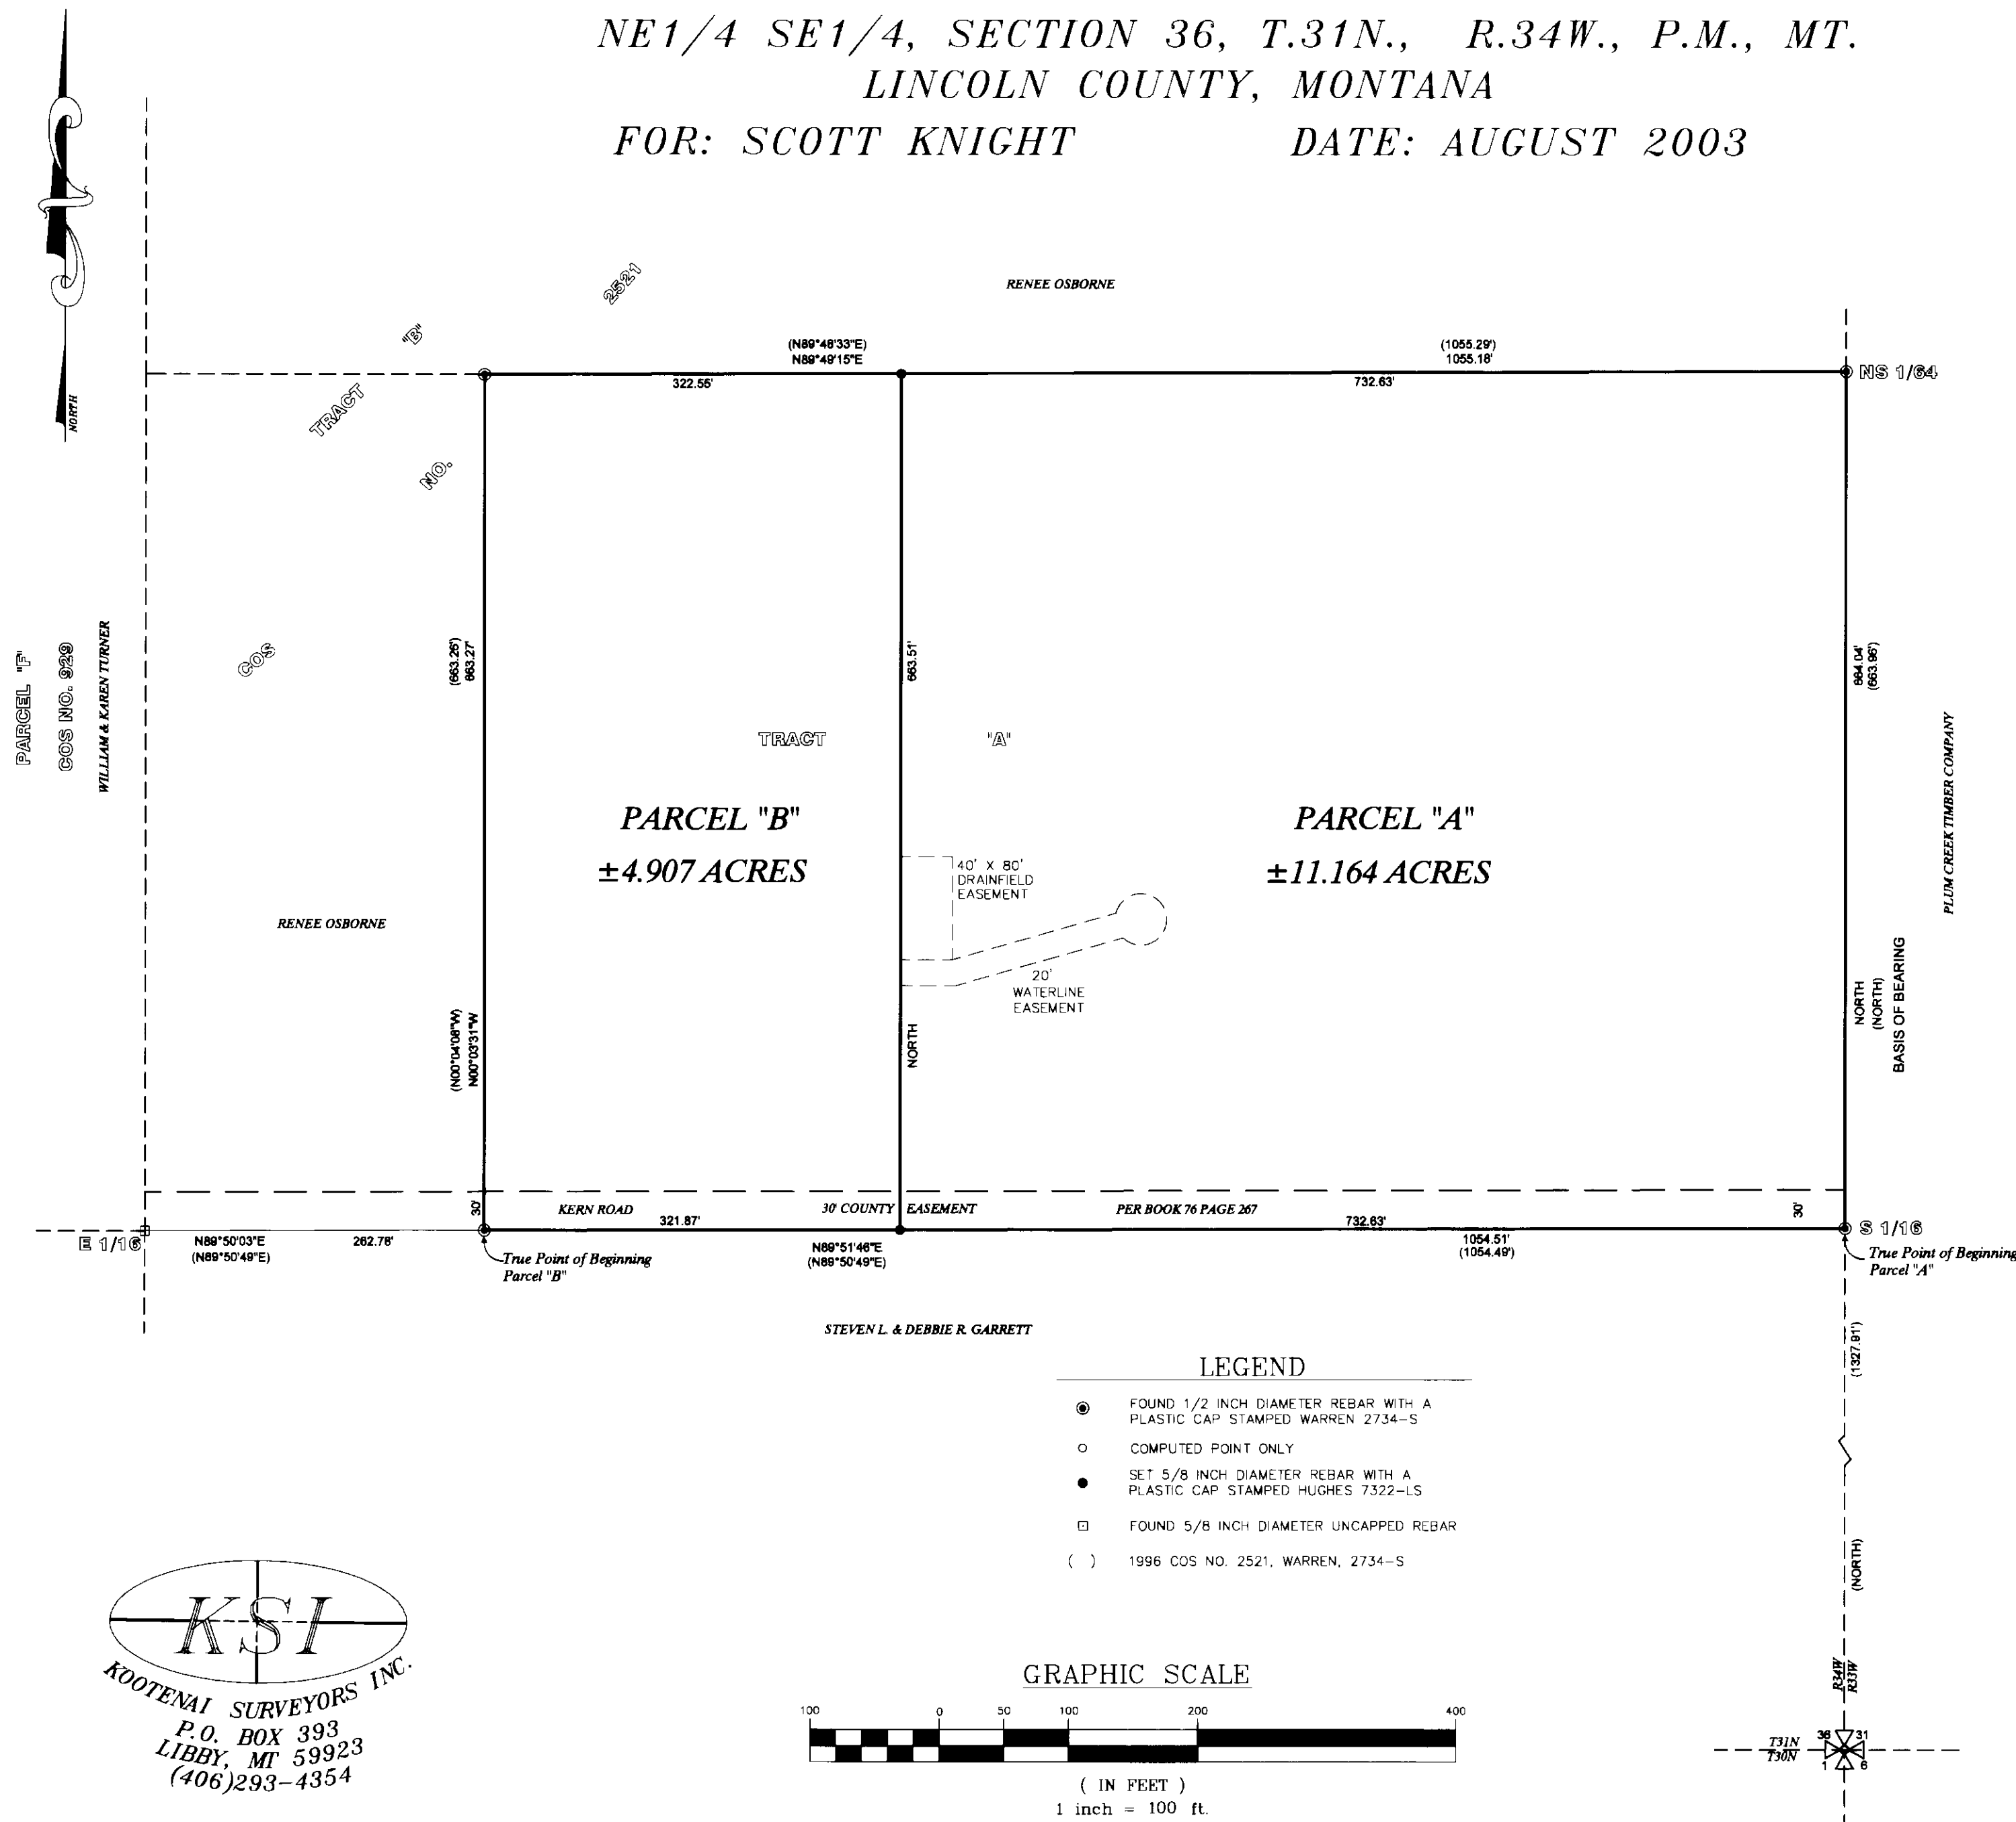 NE1/4 SE1/4, SECTION 36, T.31N., R.34W., P.M., MT.
LINCOLN COUNTY, MONTANA
FOR: SCOTT KNIGHT DATE: AUGUST 2003
NORTH
2521
"B"
TRACT
NO.
COS
RENEE OSBORNE
(N89°48'33"E)
N89°49'15"E
(1055.29')
1055.18'
322.55'
732.63'
NS 1/64
PARCEL "F"
COS NO. 929
WILLIAM & KAREN TURNER
(663.26')
663.27'
663.51'
664.04'
(663.96')
TRACT "A"
PARCEL "B"
±4.907 ACRES
PARCEL "A"
±11.164 ACRES
40' X 80'
DRAINFIELD
EASEMENT
20'
WATERLINE
EASEMENT
RENEE OSBORNE
PLUM CREEK TIMBER COMPANY
(N00°04'08"W)
N00°03'31"W
NORTH
NORTH
(NORTH)
BASIS OF BEARING
30'
KERN ROAD
30' COUNTY EASEMENT
PER BOOK 76 PAGE 267
30'
321.87'
732.63'
E 1/16
N89°50'03"E
(N89°50'49"E)
262.78'
True Point of Beginning
Parcel "B"
N89°51'46"E
(N89°50'49"E)
1054.51'
(1054.49')
S 1/16
True Point of Beginning
Parcel "A"
STEVEN L. & DEBBIE R. GARRETT
(1327.91')
(NORTH)
LEGEND
FOUND 1/2 INCH DIAMETER REBAR WITH A
PLASTIC CAP STAMPED WARREN 2734-S
COMPUTED POINT ONLY
SET 5/8 INCH DIAMETER REBAR WITH A
PLASTIC CAP STAMPED HUGHES 7322-LS
FOUND 5/8 INCH DIAMETER UNCAPPED REBAR
( ) 1996 COS NO. 2521, WARREN, 2734-S
KSI
KOOTENAI SURVEYORS INC.
P.O. BOX 393
LIBBY, MT 59923
(406)293-4354
GRAPHIC SCALE
100 0 50 100 200 400
( IN FEET )
1 inch = 100 ft.
R34W
R33W
T31N
T30N
36 31
1 6